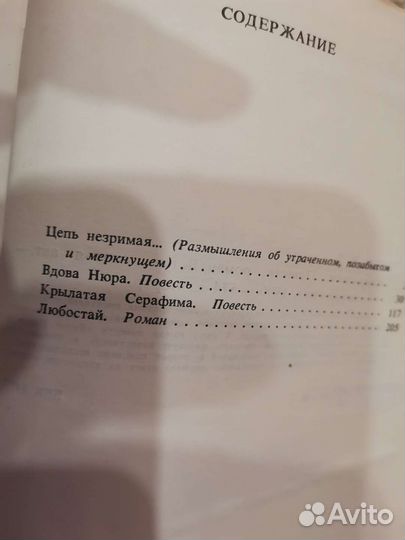 СОДЕРЖАНИЕ
Цепь незримая... (Размышления об утраченном, позабытом
и меркнущем) . . . . . . . . . . . . . . . . . . . .
Вдова Нюра. Повесть . . . . . . . . . . . . . . . . 30
Крылатая Серафима. Повесть . . . . . . . . . . . . 117
Любостай. Роман . . . . . . . . . . . . . . . . . . 205
Avito